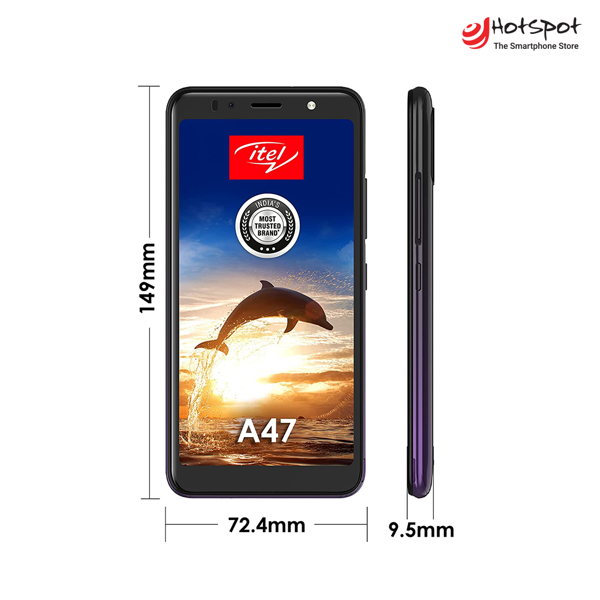 HOTSPOT
The Smartphone Store
itel
INDIA'S
MOST
TRUSTED
BRAND
149mm
A47
72.4mm
9.5mm